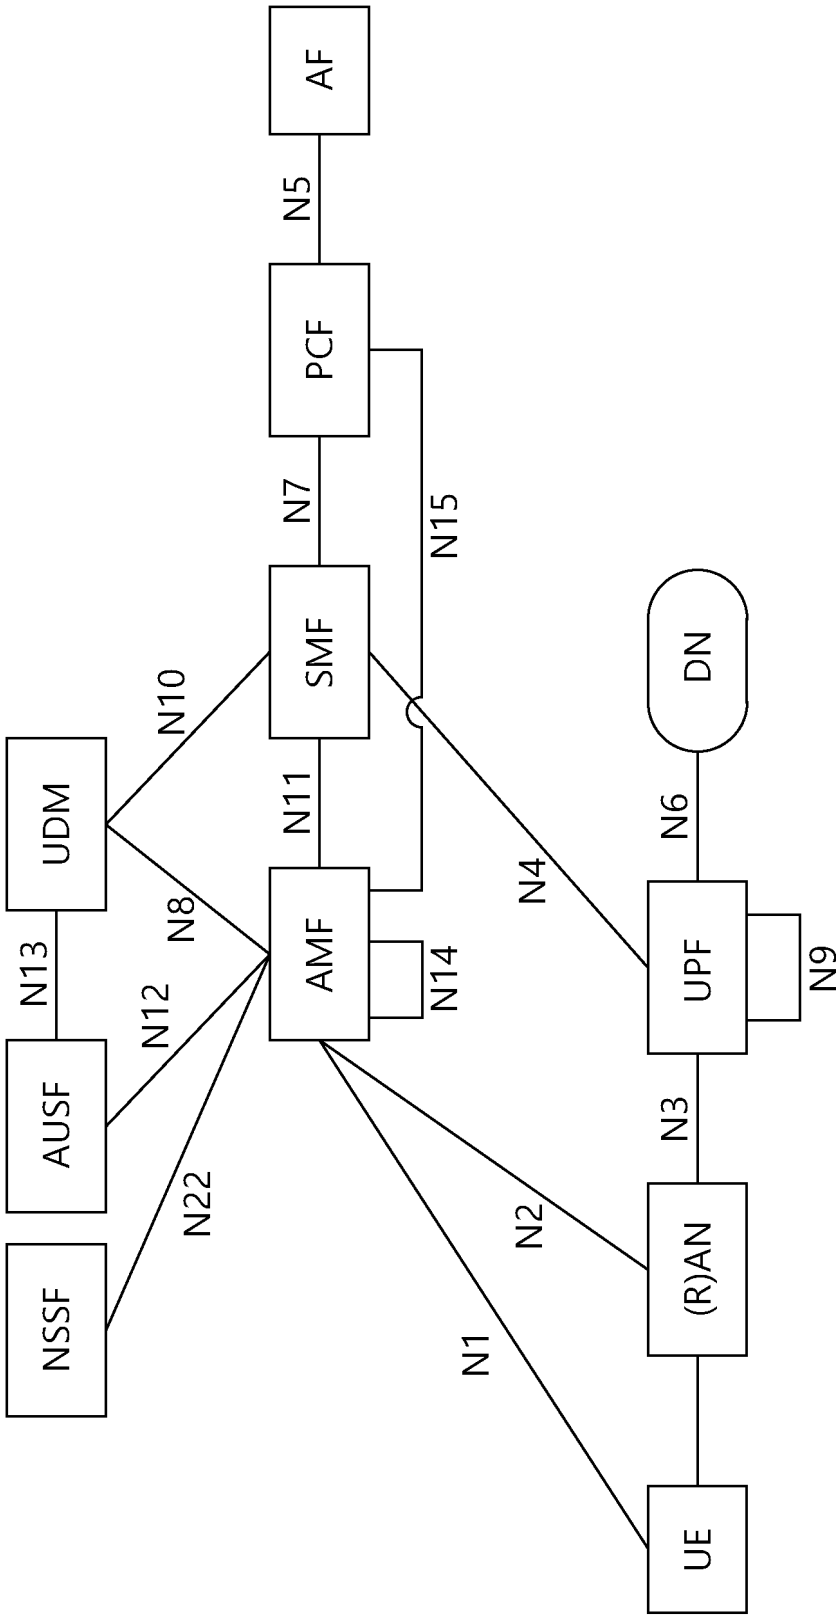 NSSF
AUSF
N13
UDM
N22
N12
N8
N10
AMF
N11
SMF
N7
PCF
N5
AF
N14
N15
N1
N2
N4
UE
(R)AN
N3
UPF
N6
DN
N9